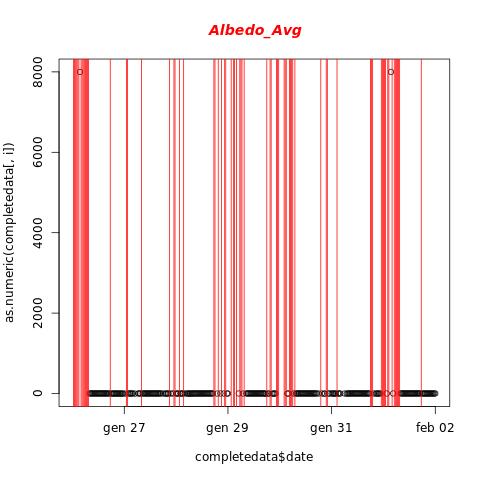 Albedo_Avg
as.numeric(completedata[, i])
8000
6000
4000
2000
0
gen 27 gen 29 gen 31 feb 02
completedata$date